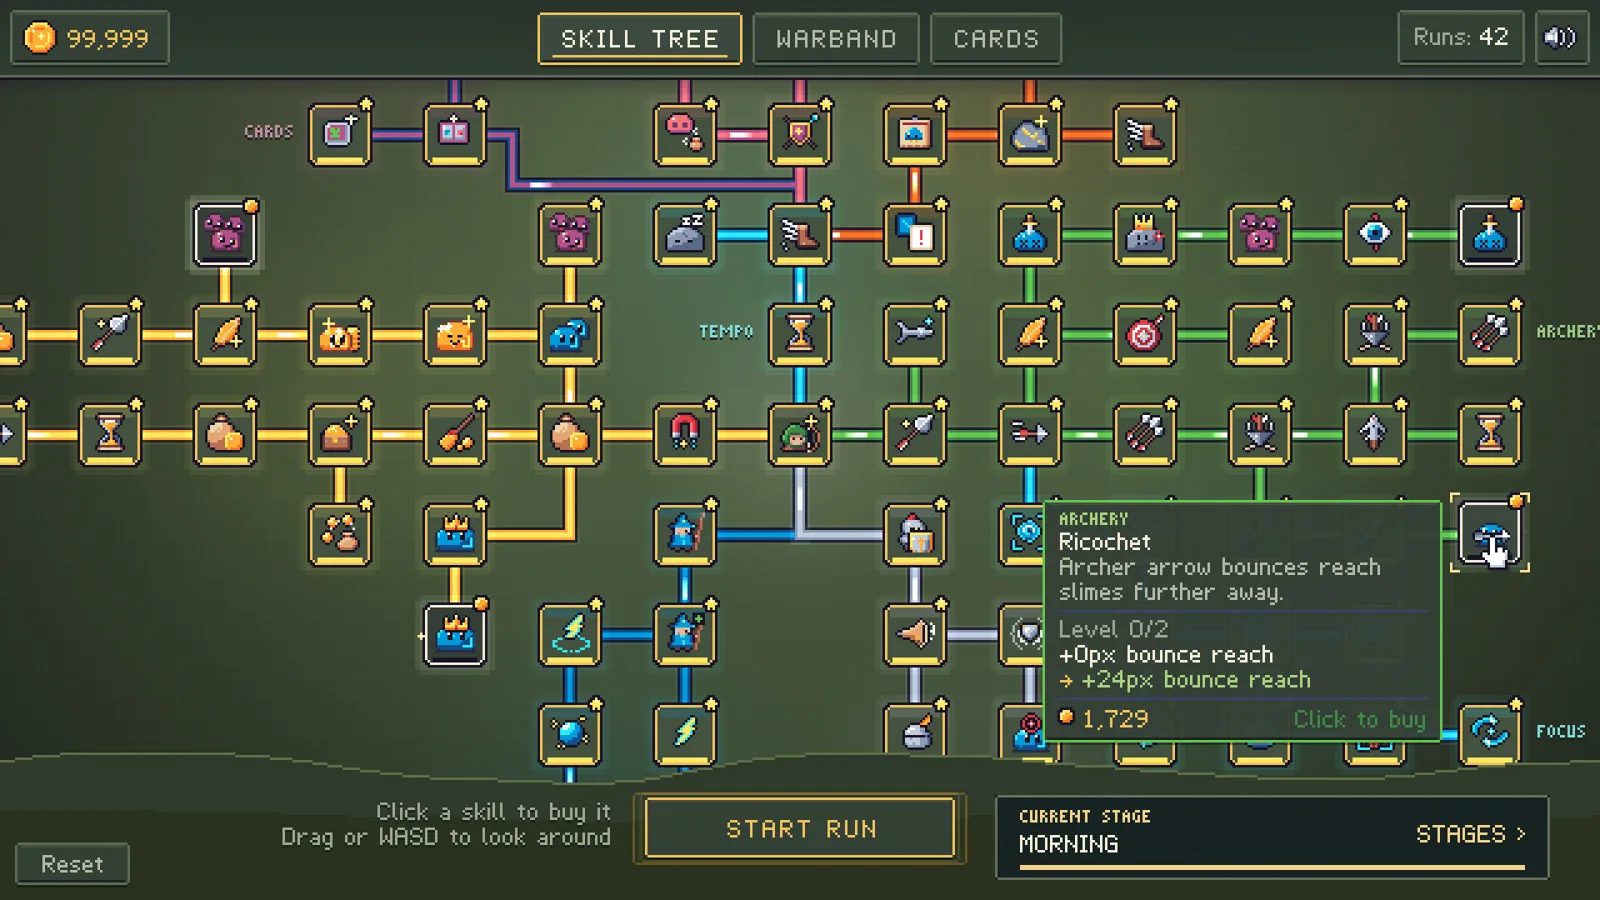 99,999
SKILL TREE
WARBAND
CARDS
Runs: 42
CARDS
TEMPO
ARCHERY
ARCHERY
Ricochet
Archer arrow bounces reach
slimes further away.
Level 0/2
+0px bounce reach
→ +24px bounce reach
1,729
Click to buy
FOCUS
Click a skill to buy it
Drag or WASD to look around
START RUN
CURRENT STAGE
MORNING
STAGES >
Reset